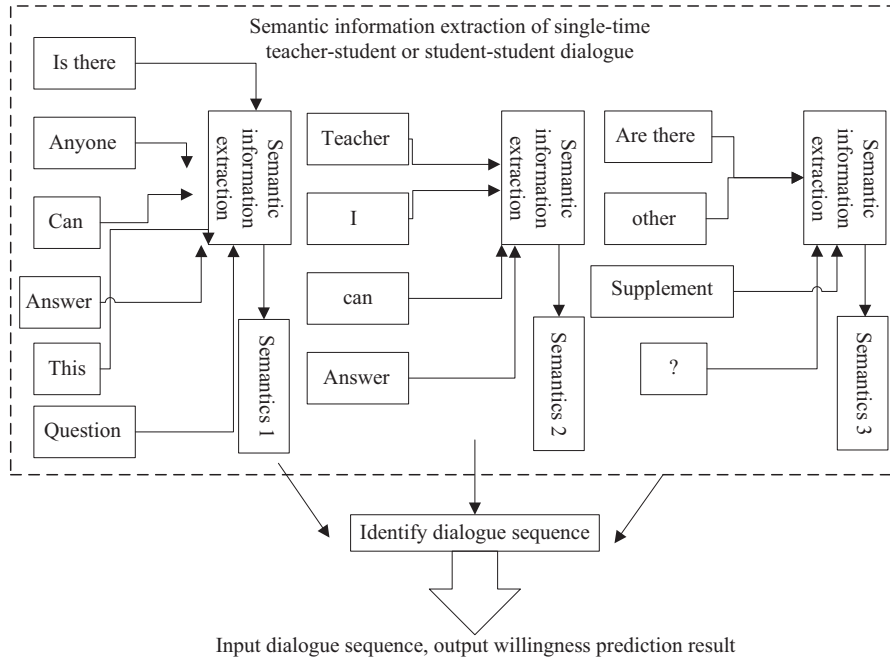 Semantic information extraction of single-time
teacher-student or student-student dialogue
Is there
Anyone
Can
Answer
This
Question
Semantic
information
extraction
Semantics 1
Teacher
I
can
Answer
Semantic
information
extraction
Semantics 2
Are there
other
Supplement
?
Semantic
information
extraction
Semantics 3
Identify dialogue sequence
Input dialogue sequence, output willingness prediction result